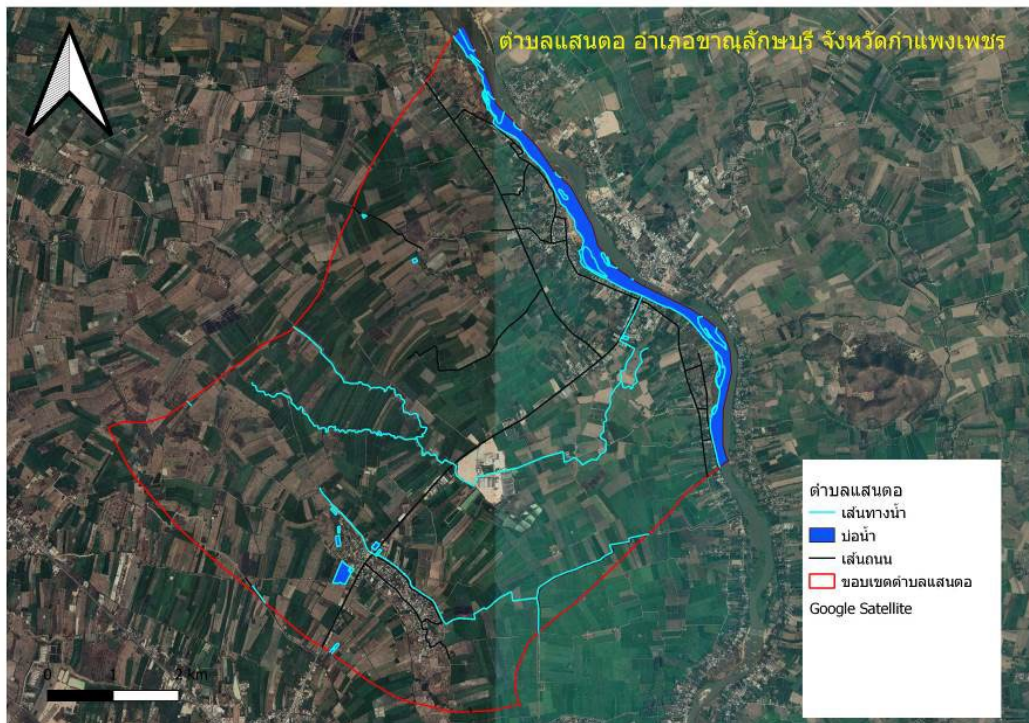 ตำบลแสนตอ อำเภอขาณุลักษบุรี จังหวัดกำแพงเพชร
ตำบลแสนตอ
เส้นทางน้ำ
บ่อน้ำ
เส้นถนน
ขอบเขตตำบลแสนตอ
Google Satellite
0 1 2 km